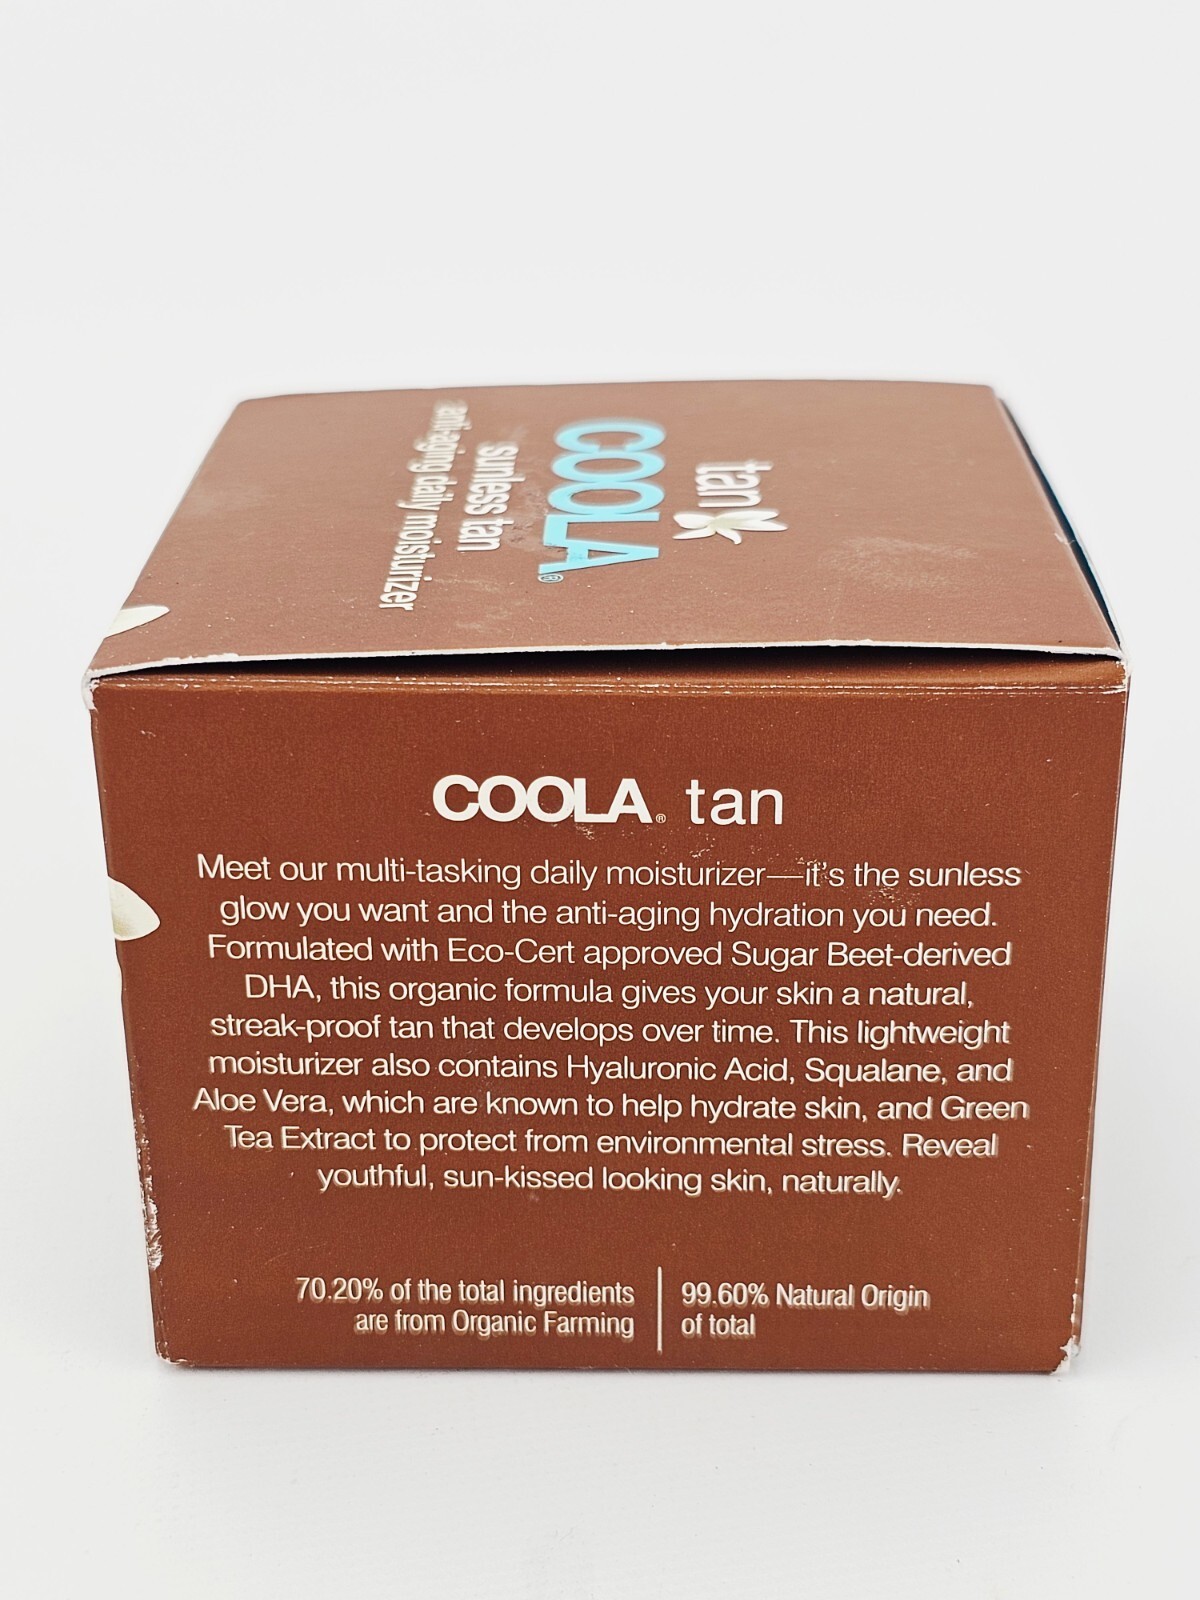 tan
COOLA®
sunless tan
anti-aging daily moisturizer
COOLA® tan
Meet our multi-tasking daily moisturizer—it's the sunless
glow you want and the anti-aging hydration you need.
Formulated with Eco-Cert approved Sugar Beet-derived
DHA, this organic formula gives your skin a natural,
streak-proof tan that develops over time. This lightweight
moisturizer also contains Hyaluronic Acid, Squalane, and
Aloe Vera, which are known to help hydrate skin, and Green
Tea Extract to protect from environmental stress. Reveal
youthful, sun-kissed looking skin, naturally.
70.20% of the total ingredients
are from Organic Farming
99.60% Natural Origin
of total